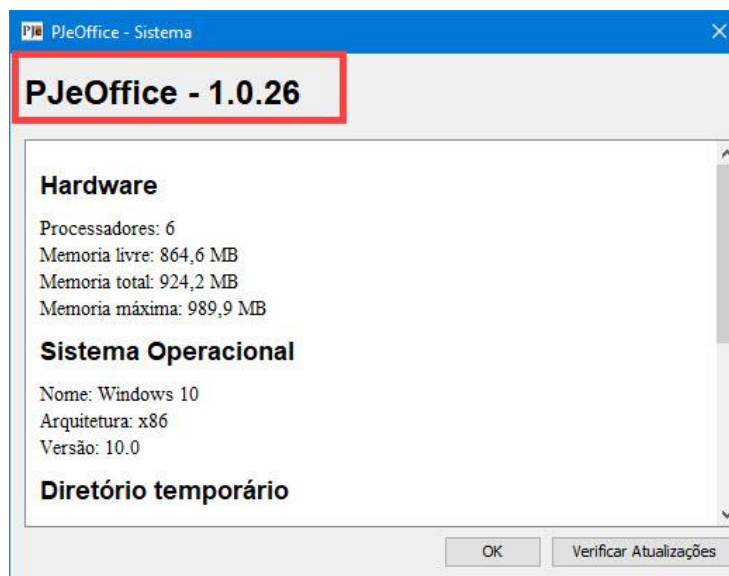 PJe PJeOffice - Sistema
PJeOffice - 1.0.26
Hardware
Processadores: 6
Memoria livre: 864,6 MB
Memoria total: 924,2 MB
Memoria máxima: 989,9 MB
Sistema Operacional
Nome: Windows 10
Arquitetura: x86
Versão: 10.0
Diretório temporário
OK
Verificar Atualizações